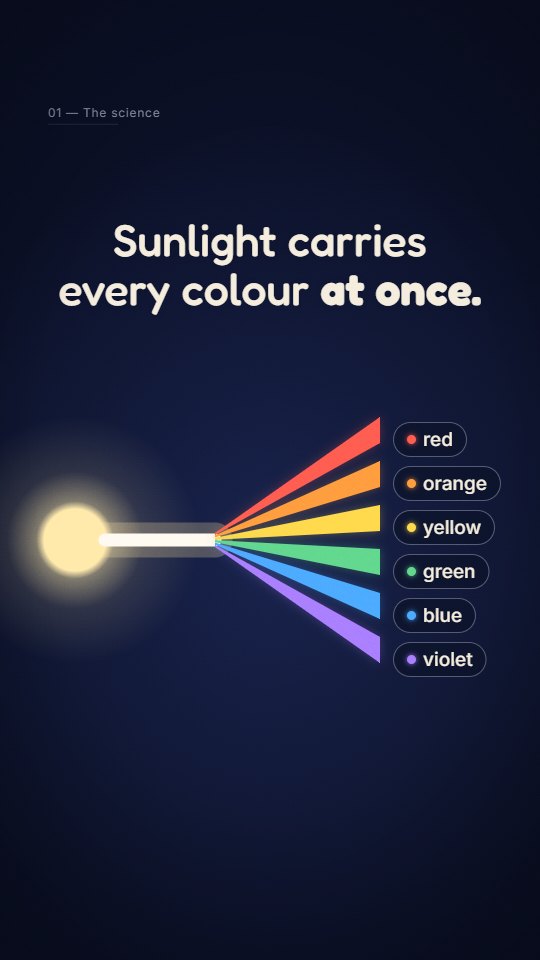 01 — The science
Sunlight carries
every colour at once.
red
orange
yellow
green
blue
violet